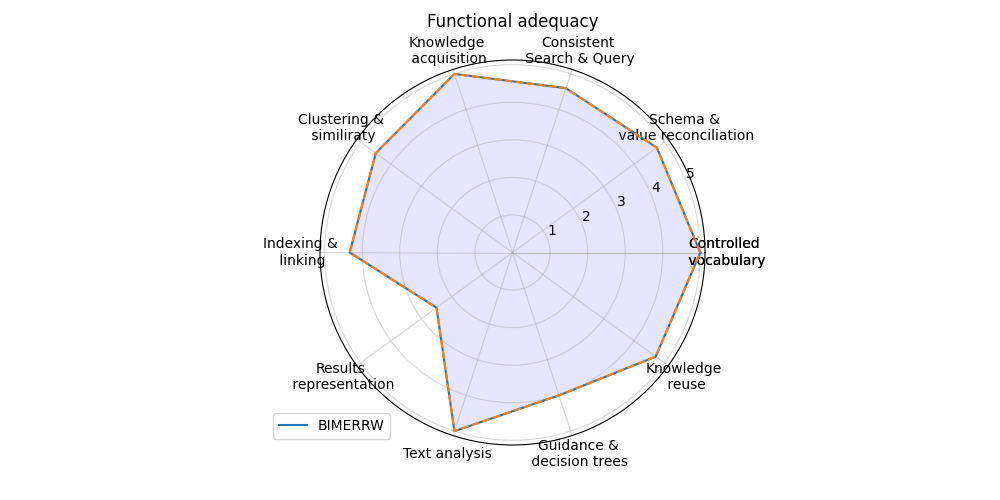 Functional adequacy
Knowledge
acquisition
Consistent
Search & Query
Clustering &
similiraty
Schema &
value reconciliation
5
4
3
2
1
Indexing &
linking
Controlled
vocabulary
Results
representation
Knowledge
reuse
BIMERRW
Text analysis
Guidance &
decision trees